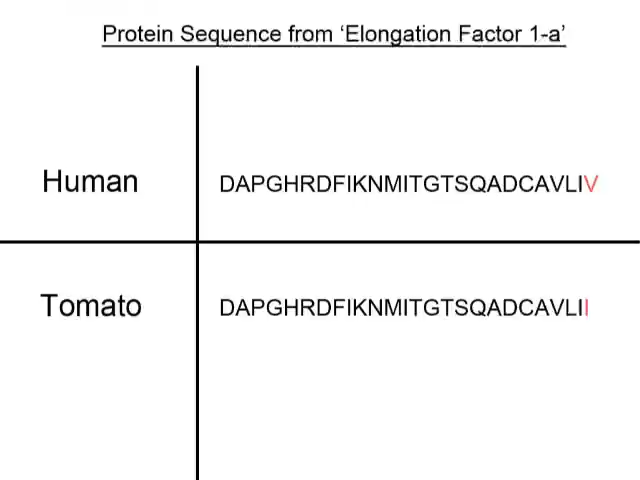 Protein Sequence from ‘Elongation Factor 1-a’
Human DAPGHRDFIKNMITGTSQADCAVLIV
Tomato DAPGHRDFIKNMITGTSQADCAVLII